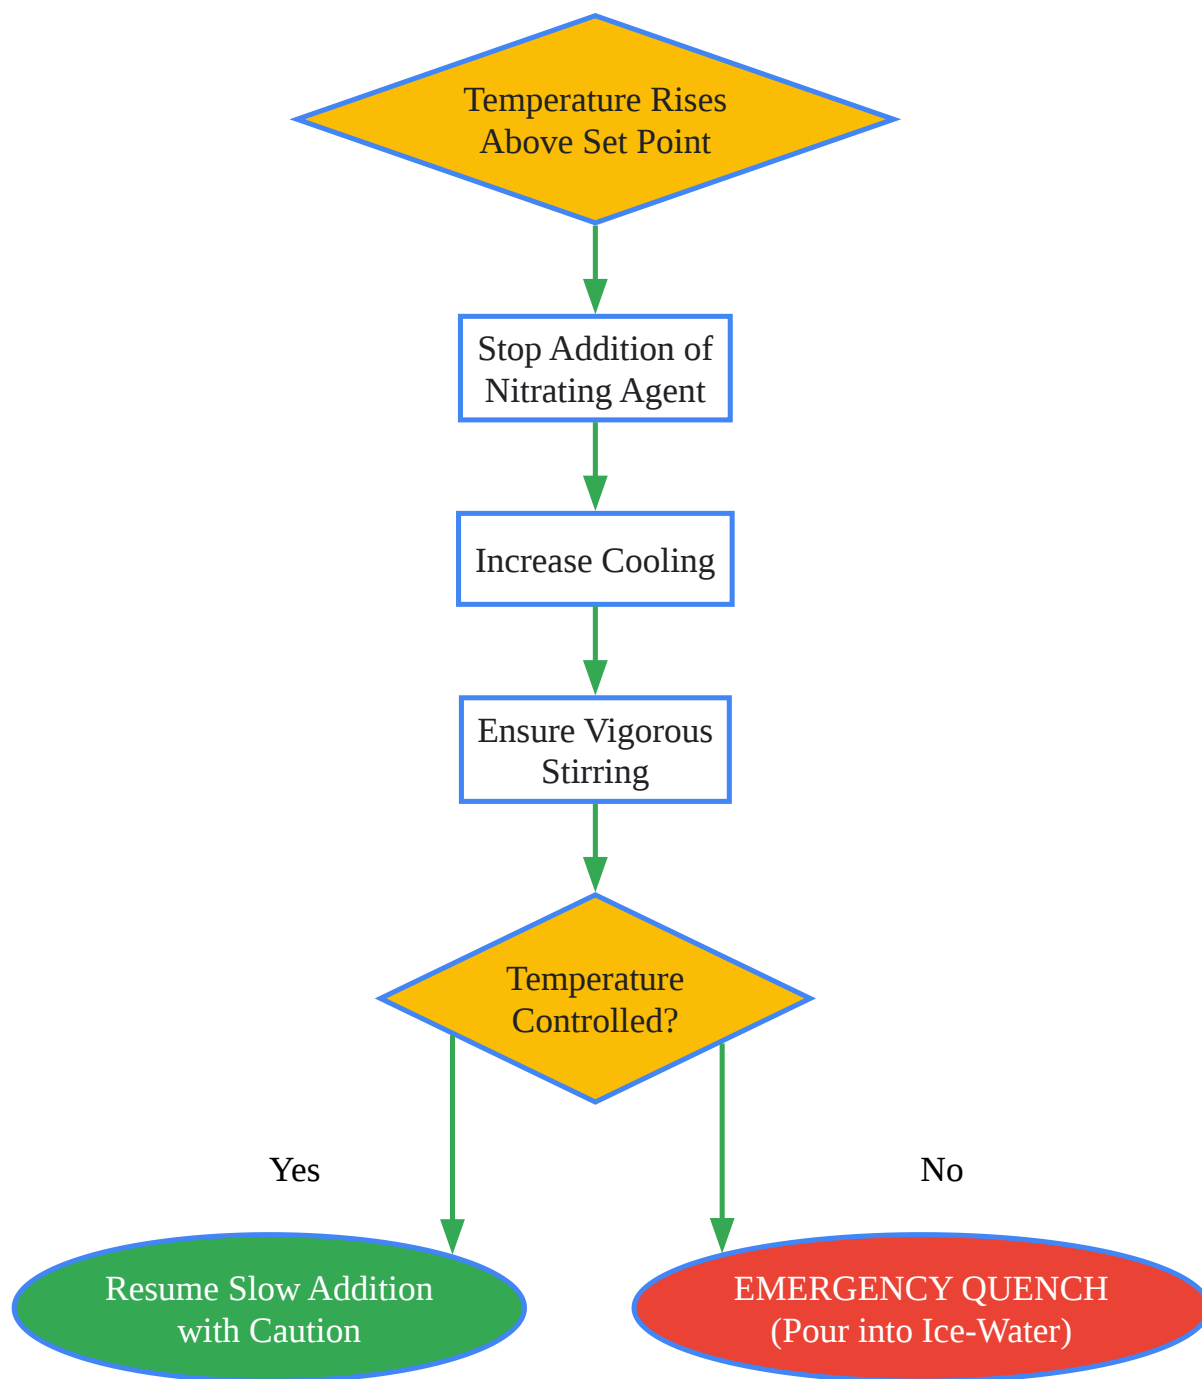 Temperature Rises
Above Set Point
Stop Addition of
Nitrating Agent
Increase Cooling
Ensure Vigorous
Stirring
Temperature
Controlled?
Yes
No
Resume Slow Addition
with Caution
EMERGENCY QUENCH
(Pour into Ice-Water)